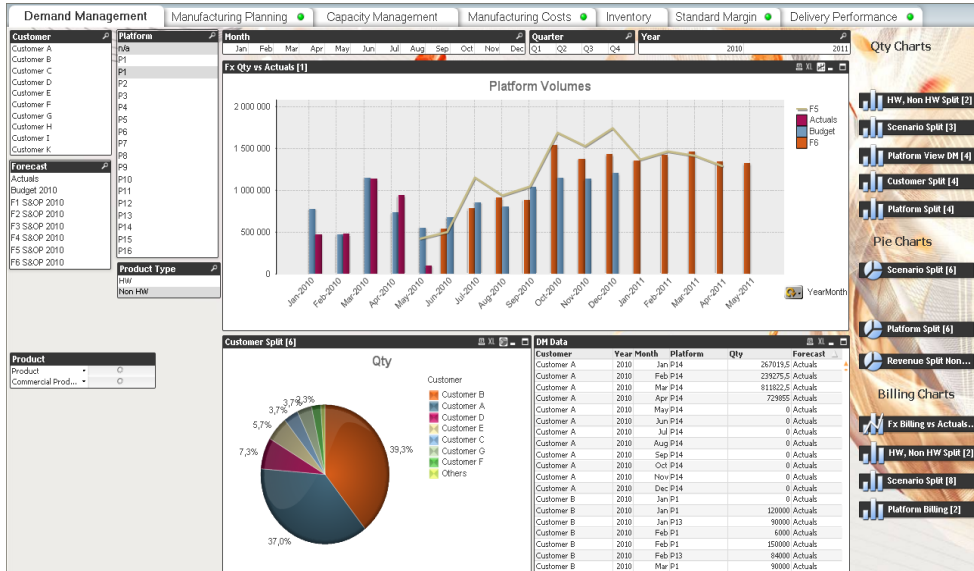 Demand Management
Manufacturing Planning
Capacity Management
Manufacturing Costs
Inventory
Standard Margin
Delivery Performance
Customer
Customer A
Customer B
Customer C
Customer D
Customer E
Customer F
Customer G
Customer H
Customer I
Customer K
Forecast
Actuals
Budget 2010
F1 S&OP 2010
F2 S&OP 2010
F3 S&OP 2010
F4 S&OP 2010
F5 S&OP 2010
F6 S&OP 2010
Platform
n/a
P1
P1
P2
P3
P4
P5
P6
P7
P8
P9
P10
P11
P12
P13
P14
P15
P16
Product Type
HW
Non HW
Product
Product
Commercial Prod...
Month
Jan Feb Mar Apr May Jun Jul Aug Sep Oct Nov Dec
Quarter
Q1 Q2 Q3 Q4
Year
2010 2011
Fx Qty vs Actuals [1]
XL
Platform Volumes
2 000 000
1 500 000
1 000 000
500 000
0
Jan-2010
Feb-2010
Mar-2010
Apr-2010
May-2010
Jun-2010
Jul-2010
Aug-2010
Sep-2010
Oct-2010
Nov-2010
Dec-2010
Jan-2011
Feb-2011
Mar-2011
Apr-2011
May-2011
F5
Actuals
Budget
F6
YearMonth
Customer Split [6]
XL
Qty
39,3%
37,0%
7,3%
5,7%
3,7%
3,7%
2,3%
Customer
Customer B
Customer A
Customer D
Customer E
Customer C
Customer G
Customer F
Others
DM Data
XL
Customer Year Month Platform Qty Forecast
Customer A 2010 Jan P14 267019,5 Actuals
Customer A 2010 Feb P14 239275,5 Actuals
Customer A 2010 Mar P14 811822,5 Actuals
Customer A 2010 Apr P14 729855 Actuals
Customer A 2010 May P14 0 Actuals
Customer A 2010 Jun P14 0 Actuals
Customer A 2010 Jul P14 0 Actuals
Customer A 2010 Aug P14 0 Actuals
Customer A 2010 Sep P14 0 Actuals
Customer A 2010 Oct P14 0 Actuals
Customer A 2010 Nov P14 0 Actuals
Customer A 2010 Dec P14 0 Actuals
Customer B 2010 Jan P1 0 Actuals
Customer B 2010 Jan P1 120000 Actuals
Customer B 2010 Jan P13 90000 Actuals
Customer B 2010 Feb P1 6000 Actuals
Customer B 2010 Feb P1 150000 Actuals
Customer B 2010 Feb P13 84000 Actuals
Customer B 2010 Mar P1 90000 Actuals
Qty Charts
HW, Non HW Split [2]
Scenario Split [3]
Platform View DM [4]
Customer Split [4]
Platform Split [4]
Pie Charts
Scenario Split [6]
Platform Split [6]
Revenue Split Non...
Billing Charts
Fx Billing vs Actuals...
HW, Non HW Split [2]
Scenario Split [8]
Platform Billing [2]